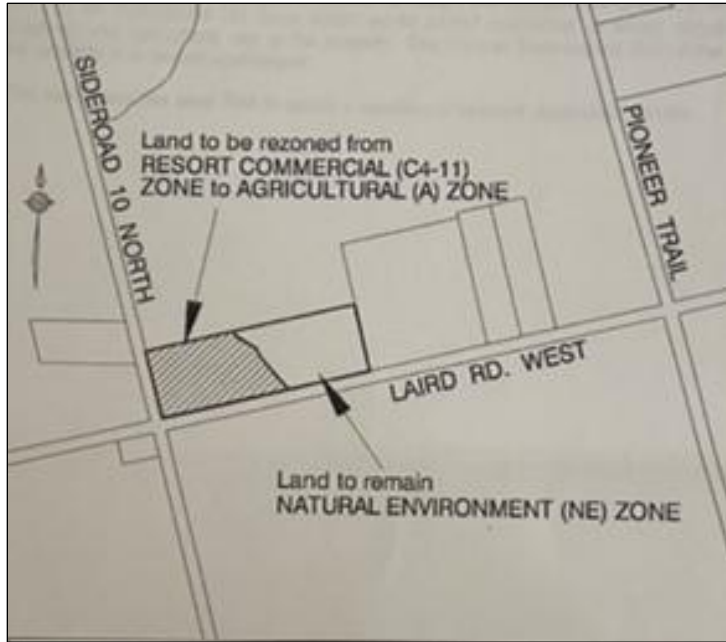 SIDEROAD 10 NORTH
Land to be rezoned from
RESORT COMMERCIAL (C4-11)
ZONE to AGRICULTURAL (A) ZONE
PIONEER TRAIL
LAIRD RD. WEST
Land to remain
NATURAL ENVIRONMENT (NE) ZONE